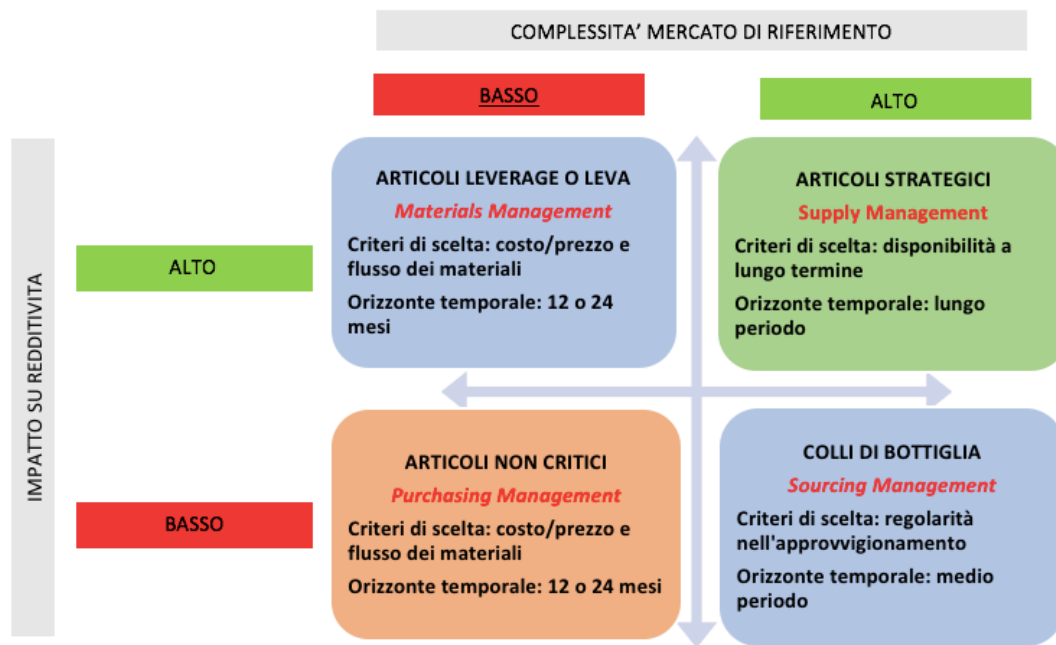 COMPLESSITA’ MERCATO DI RIFERIMENTO
BASSO
ALTO
IMPATTO SU REDDITIVITA
ALTO
ARTICOLI LEVERAGE O LEVA
Materials Management
Criteri di scelta: costo/prezzo e
flusso dei materiali
Orizzonte temporale: 12 o 24
mesi
ARTICOLI STRATEGICI
Supply Management
Criteri di scelta: disponibilità a
lungo termine
Orizzonte temporale: lungo
periodo
BASSO
ARTICOLI NON CRITICI
Purchasing Management
Criteri di scelta: costo/prezzo e
flusso dei materiali
Orizzonte temporale: 12 o 24 mesi
COLLI DI BOTTIGLIA
Sourcing Management
Criteri di scelta: regolarità
nell'approvvigionamento
Orizzonte temporale: medio
periodo